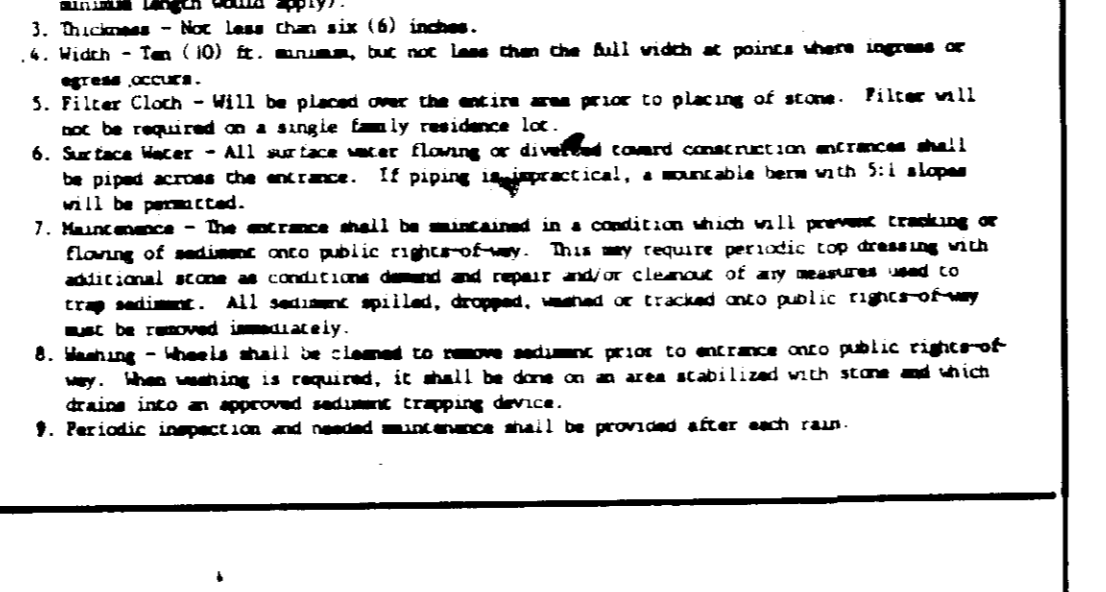 minimum length would apply).
3. Thickness - Not less than six (6) inches.
4. Width - Ten (10) ft. minimum, but not less than the full width at points where ingress or
egress occurs.
5. Filter Cloth - Will be placed over the entire area prior to placing of stone. Filter will
not be required on a single family residence lot.
6. Surface Water - All surface water flowing or diverted toward construction entrances shall
be piped across the entrance. If piping is impractical, a mountable berm with 5:1 slopes
will be permitted.
7. Maintenance - The entrance shall be maintained in a condition which will prevent tracking or
flowing of sediment onto public rights-of-way. This may require periodic top dressing with
additional stone as conditions demand and repair and/or cleanout of any measures used to
trap sediment. All sediment spilled, dropped, washed or tracked onto public rights-of-way
must be removed immediately.
8. Washing - Wheels shall be cleaned to remove sediment prior to entrance onto public rights-of-
way. When washing is required, it shall be done on an area stabilized with stone and which
drains into an approved sediment trapping device.
9. Periodic inspection and needed maintenance shall be provided after each rain.